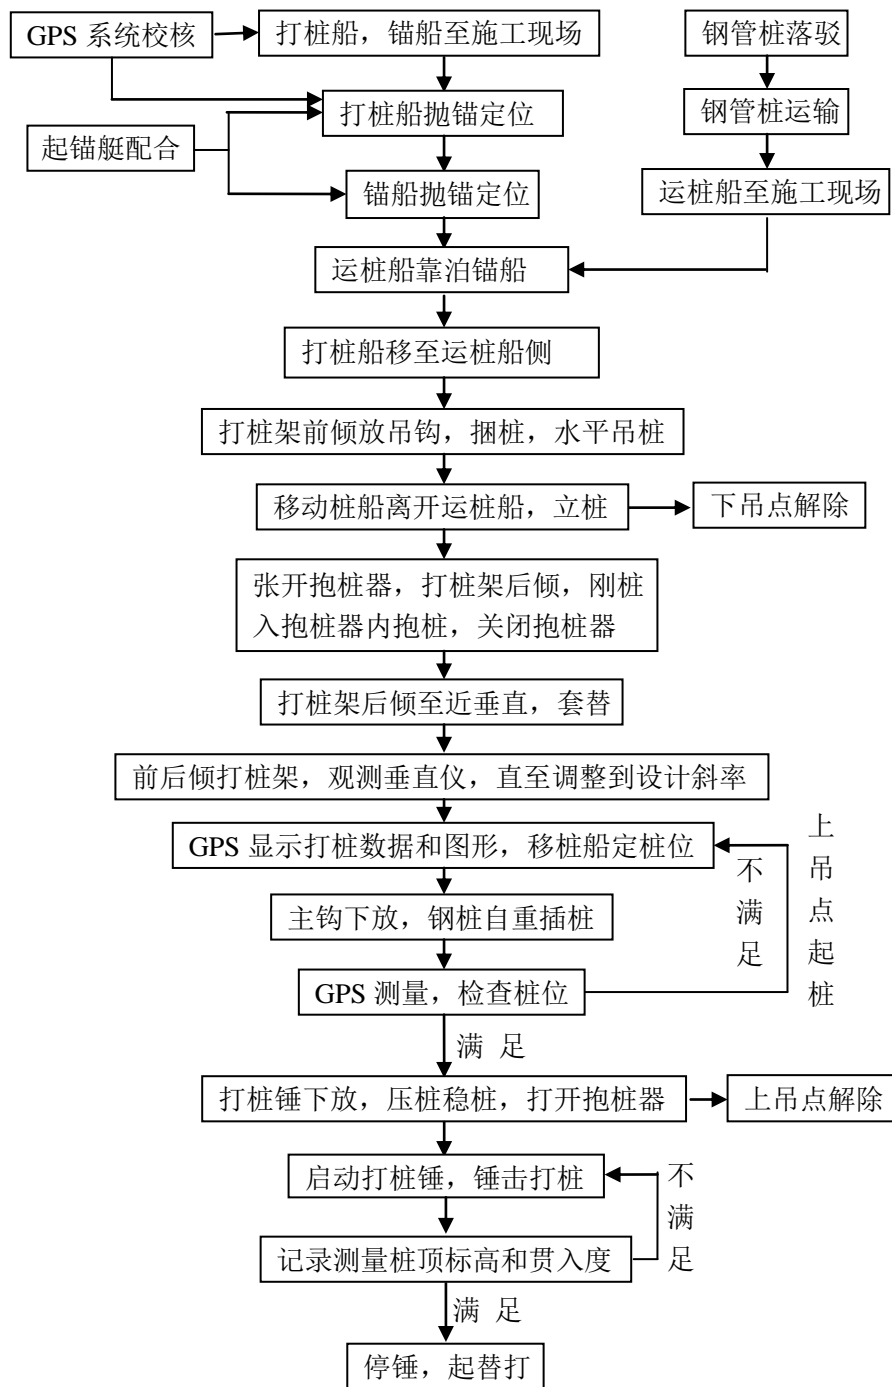 GPS 系统校核
打桩船，锚船至施工现场
钢管桩落驳
打桩船抛锚定位
钢管桩运输
起锚艇配合
锚船抛锚定位
运桩船至施工现场
运桩船靠泊锚船
打桩船移至运桩船侧
打桩架前倾放吊钩，捆桩，水平吊桩
移动桩船离开运桩船，立桩
下吊点解除
张开抱桩器，打桩架后倾，刚桩
入抱桩器内抱桩，关闭抱桩器
打桩架后倾至近垂直，套替
前后倾打桩架，观测垂直仪，直至调整到设计斜率
GPS 显示打桩数据和图形，移桩船定桩位
不满足
上吊点起桩
主钩下放，钢桩自重插桩
GPS 测量，检查桩位
满 足
打桩锤下放，压桩稳桩，打开抱桩器
上吊点解除
启动打桩锤，锤击打桩
不满足
记录测量桩顶标高和贯入度
满 足
停锤，起替打